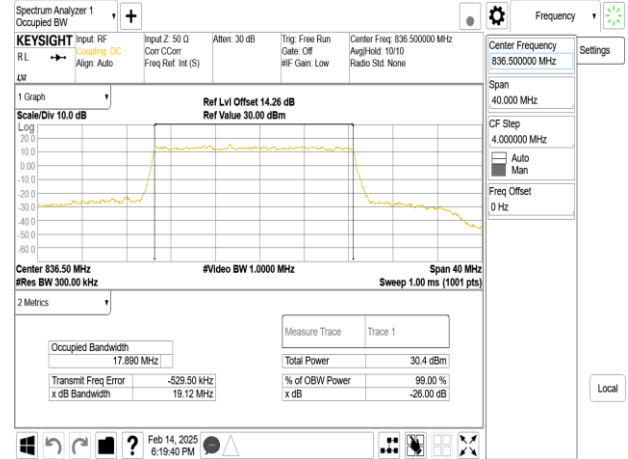 Spectrum Analyzer 1
Occupied BW
Frequency
KEYSIGHT
RL
LXI
Input: RF
Coupling: DC
Align: Auto
Input Z: 50 Ω
Corr CCorr
Freq Ref: Int (S)
Atten: 30 dB
Trig: Free Run
Gate: Off
#IF Gain: Low
Center Freq: 836.500000 MHz
Avg|Hold: 10/10
Radio Std: None
Center Frequency
836.500000 MHz
Settings
Span
40.000 MHz
CF Step
4.000000 MHz
Auto
Man
Freq Offset
0 Hz
Local
1 Graph
Scale/Div 10.0 dB
Ref Lvl Offset 14.26 dB
Ref Value 30.00 dBm
Log
20.0
10.0
0.00
-10.0
-20.0
-30.0
-40.0
-50.0
-60.0
Center 836.50 MHz
#Video BW 1.0000 MHz
Span 40 MHz
#Res BW 300.00 kHz
Sweep 1.00 ms (1001 pts)
2 Metrics
Measure Trace Trace 1
Occupied Bandwidth
17.890 MHz
Total Power 30.4 dBm
Transmit Freq Error -529.50 kHz
% of OBW Power 99.00 %
x dB Bandwidth 19.12 MHz
x dB -26.00 dB
?
Feb 14, 2025
6:19:40 PM